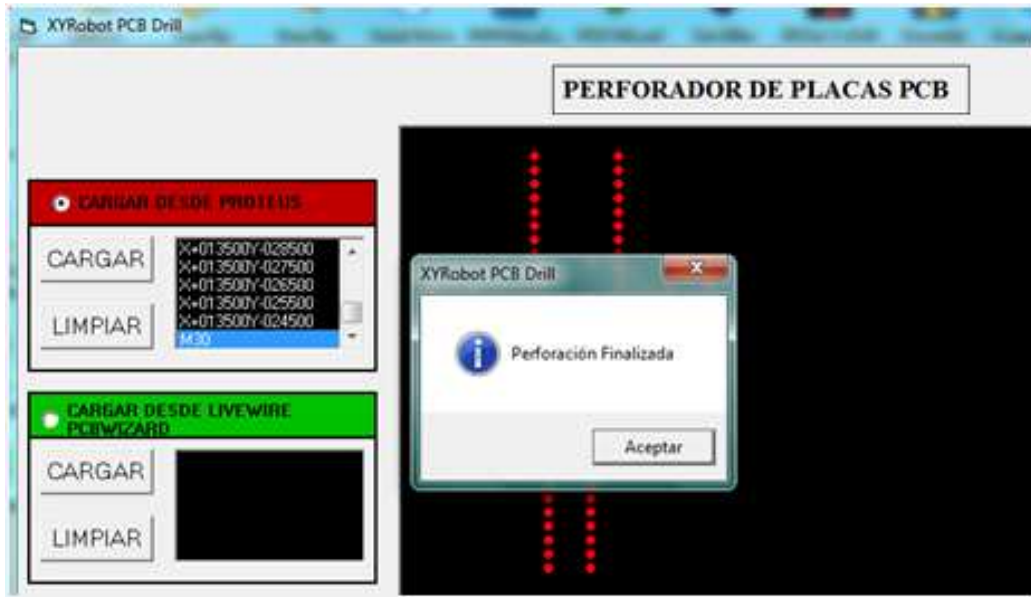 XYRobot PCB Drill
PERFORADOR DE PLACAS PCB
CARGAR DESDE PROTEUS
CARGAR
LIMPIAR
X+013500Y-028500
X+013500Y-027500
X+013500Y-026500
X+013500Y-025500
X+013500Y-024500
M30
XYRobot PCB Drill
Perforación Finalizada
Aceptar
CARGAR DESDE LIVEWIRE
PCBWIZARD
CARGAR
LIMPIAR